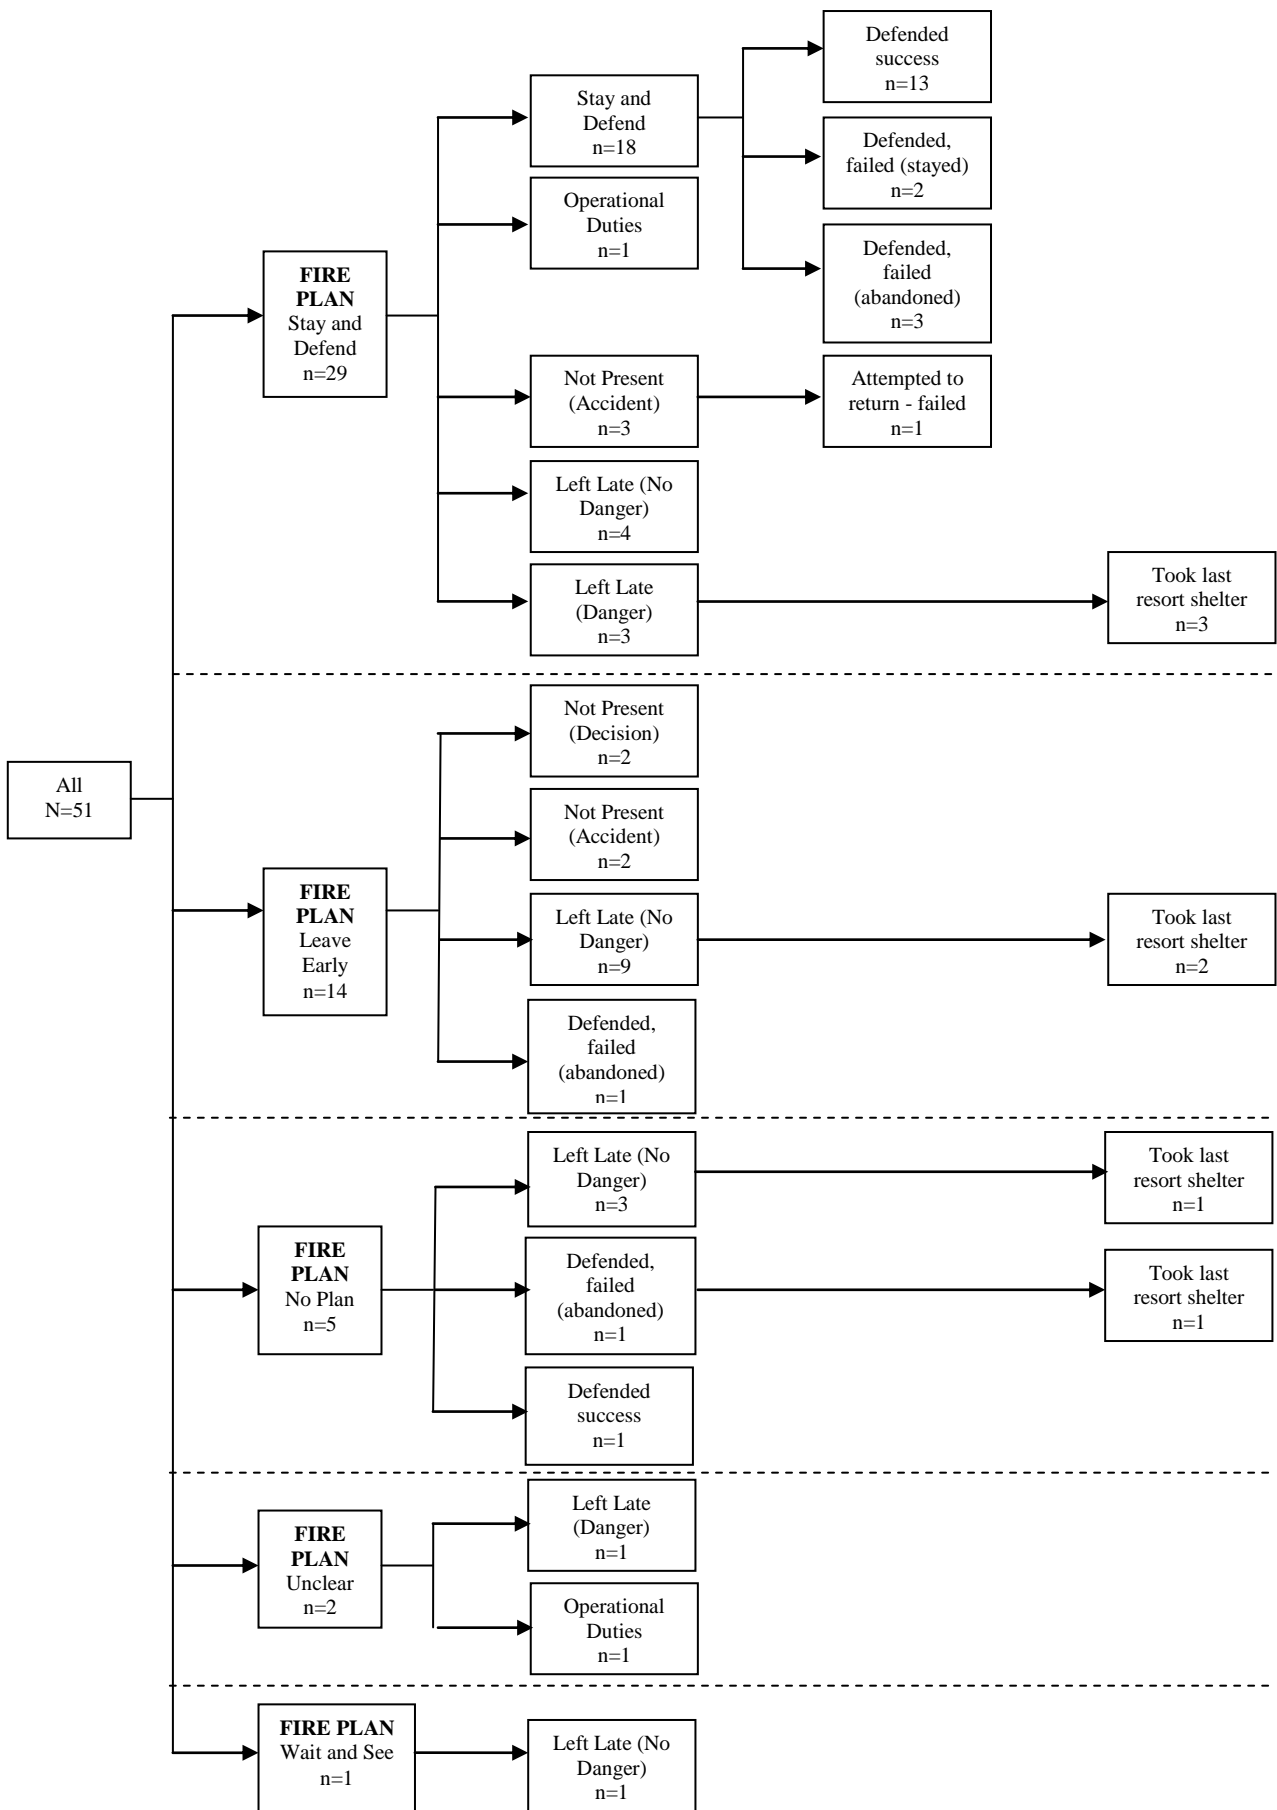 All
N=51
FIRE
PLAN
Stay and
Defend
n=29
Stay and
Defend
n=18
Defended
success
n=13
Defended,
failed (stayed)
n=2
Defended,
failed
(abandoned)
n=3
Operational
Duties
n=1
Not Present
(Accident)
n=3
Attempted to
return - failed
n=1
Left Late (No
Danger)
n=4
Left Late
(Danger)
n=3
Took last
resort shelter
n=3
FIRE
PLAN
Leave
Early
n=14
Not Present
(Decision)
n=2
Not Present
(Accident)
n=2
Left Late (No
Danger)
n=9
Took last
resort shelter
n=2
Defended,
failed
(abandoned)
n=1
FIRE
PLAN
No Plan
n=5
Left Late (No
Danger)
n=3
Took last
resort shelter
n=1
Defended,
failed
(abandoned)
n=1
Took last
resort shelter
n=1
Defended
success
n=1
FIRE
PLAN
Unclear
n=2
Left Late
(Danger)
n=1
Operational
Duties
n=1
FIRE PLAN
Wait and See
n=1
Left Late (No
Danger)
n=1